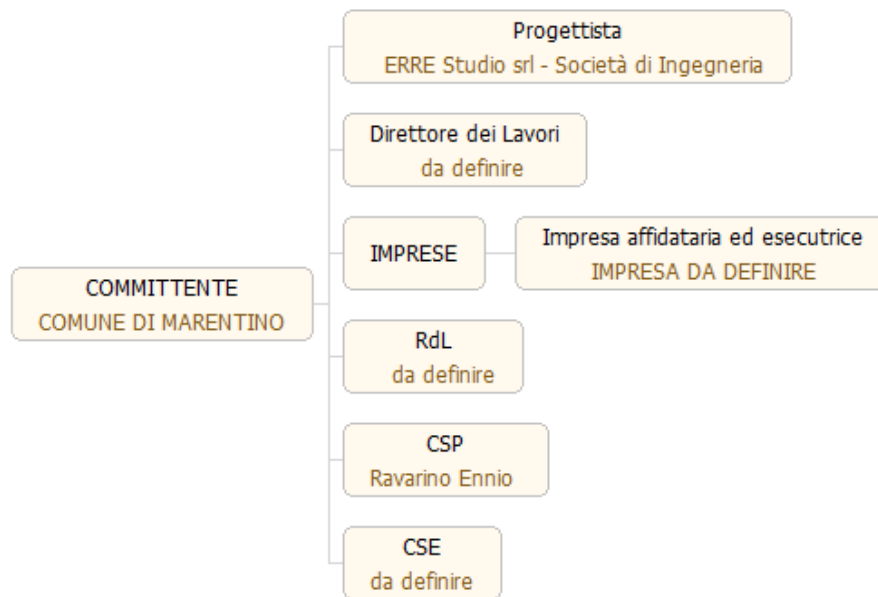 Progettista
ERRE Studio srl - Società di Ingegneria
Direttore dei Lavori
da definire
IMPRESE
Impresa affidataria ed esecutrice
IMPRESA DA DEFINIRE
COMMITTENTE
COMUNE DI MARENTINO
RdL
da definire
CSP
Ravarino Ennio
CSE
da definire